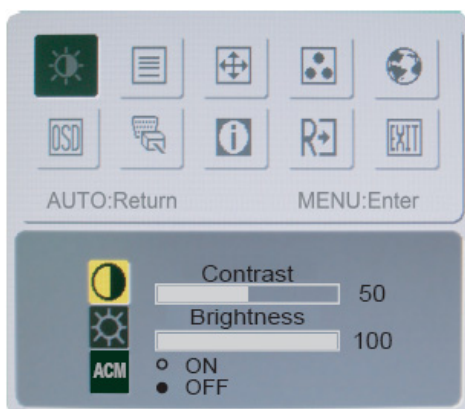 OSD
i
R
EXIT
AUTO:Return MENU:Enter
Contrast
50
Brightness
100
ACM
ON
OFF